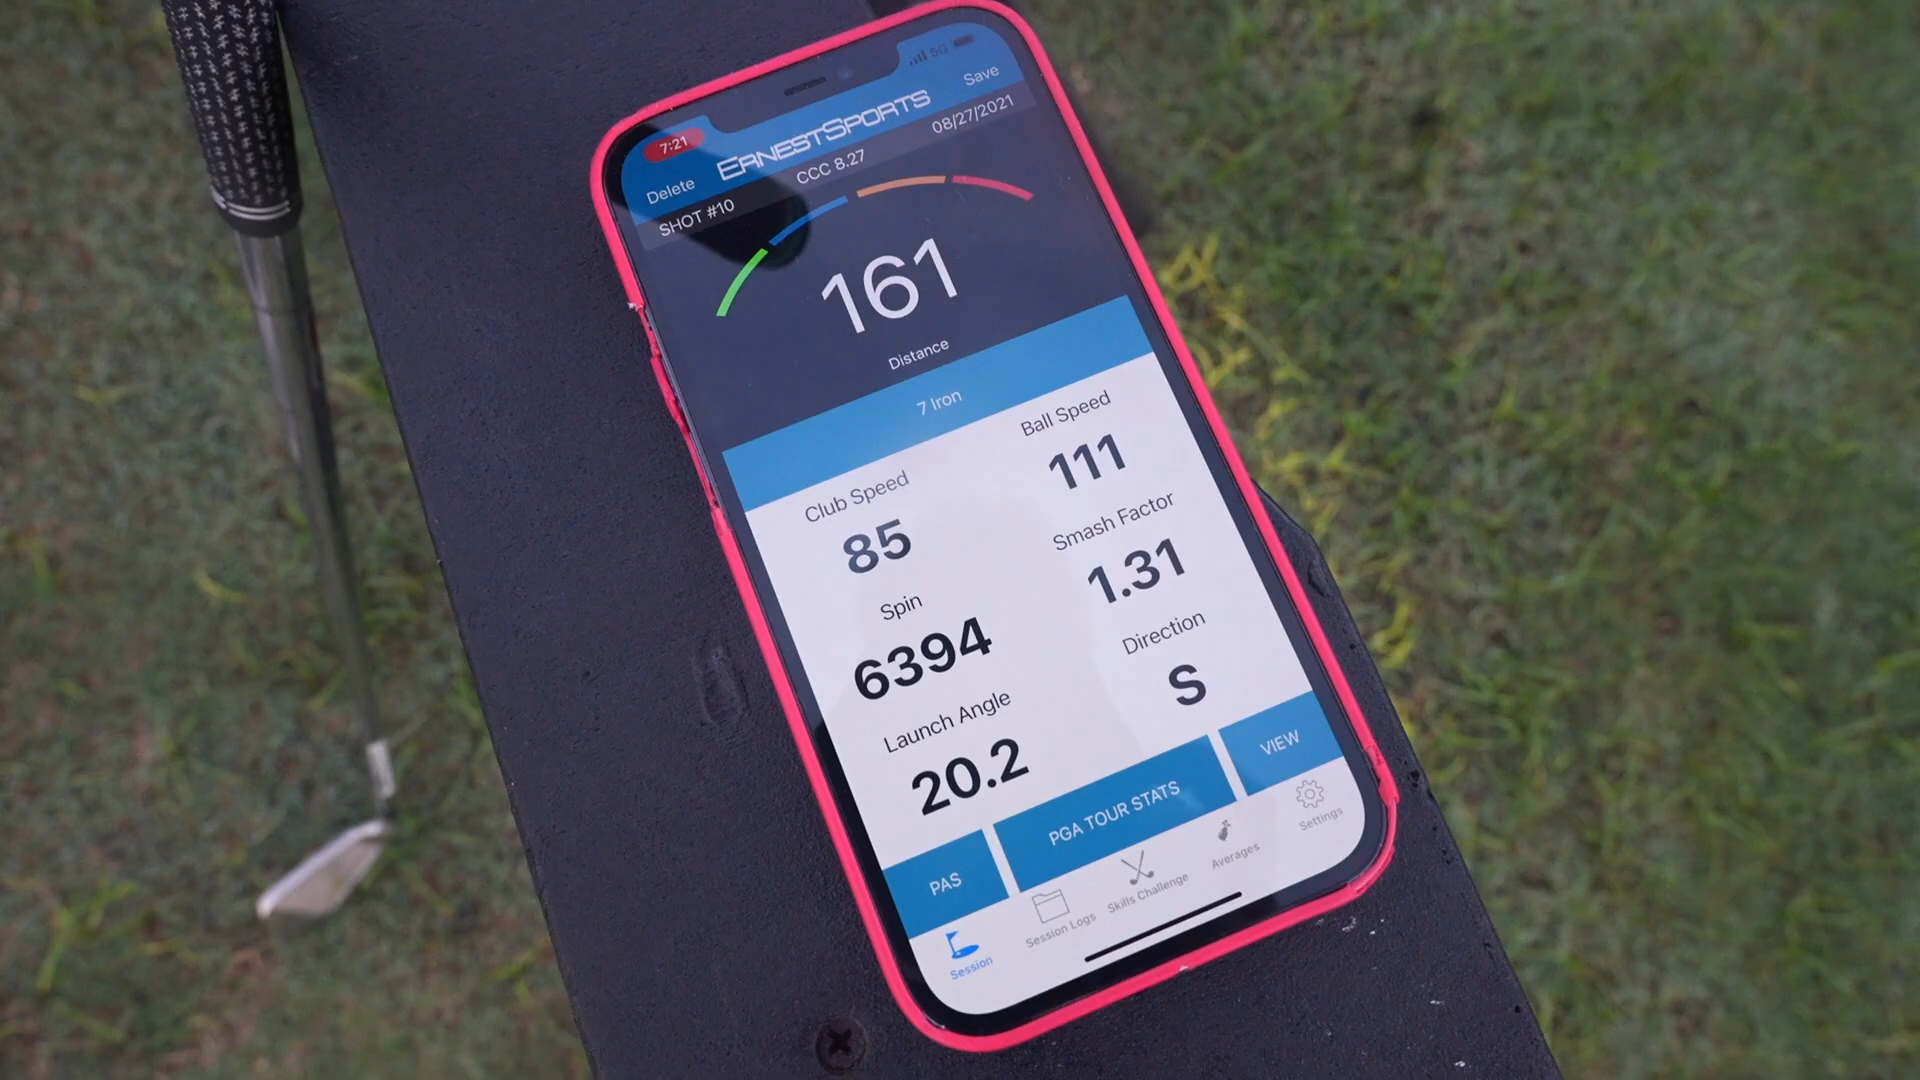 5G
7:21
ERNESTSPORTS
Save
Delete
CCC 8.27
08/27/2021
SHOT #10
161
Distance
7 Iron
Club Speed
85
Ball Speed
111
Spin
6394
Smash Factor
1.31
Launch Angle
20.2
Direction
S
PAS
PGA TOUR STATS
VIEW
Session
Session Logs
Skills Challenge
Averages
Settings